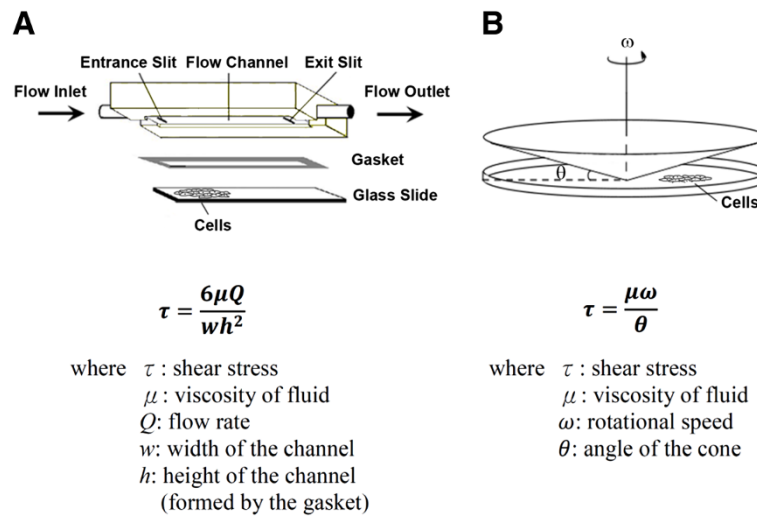 A
Entrance Slit Flow Channel Exit Slit
Flow Inlet
Flow Outlet
Gasket
Glass Slide
Cells
τ = 6μQ / wh²
where τ : shear stress
μ : viscosity of fluid
Q: flow rate
w: width of the channel
h: height of the channel
(formed by the gasket)
B
ω
θ
Cells
τ = μω / θ
where τ : shear stress
μ : viscosity of fluid
ω: rotational speed
θ: angle of the cone